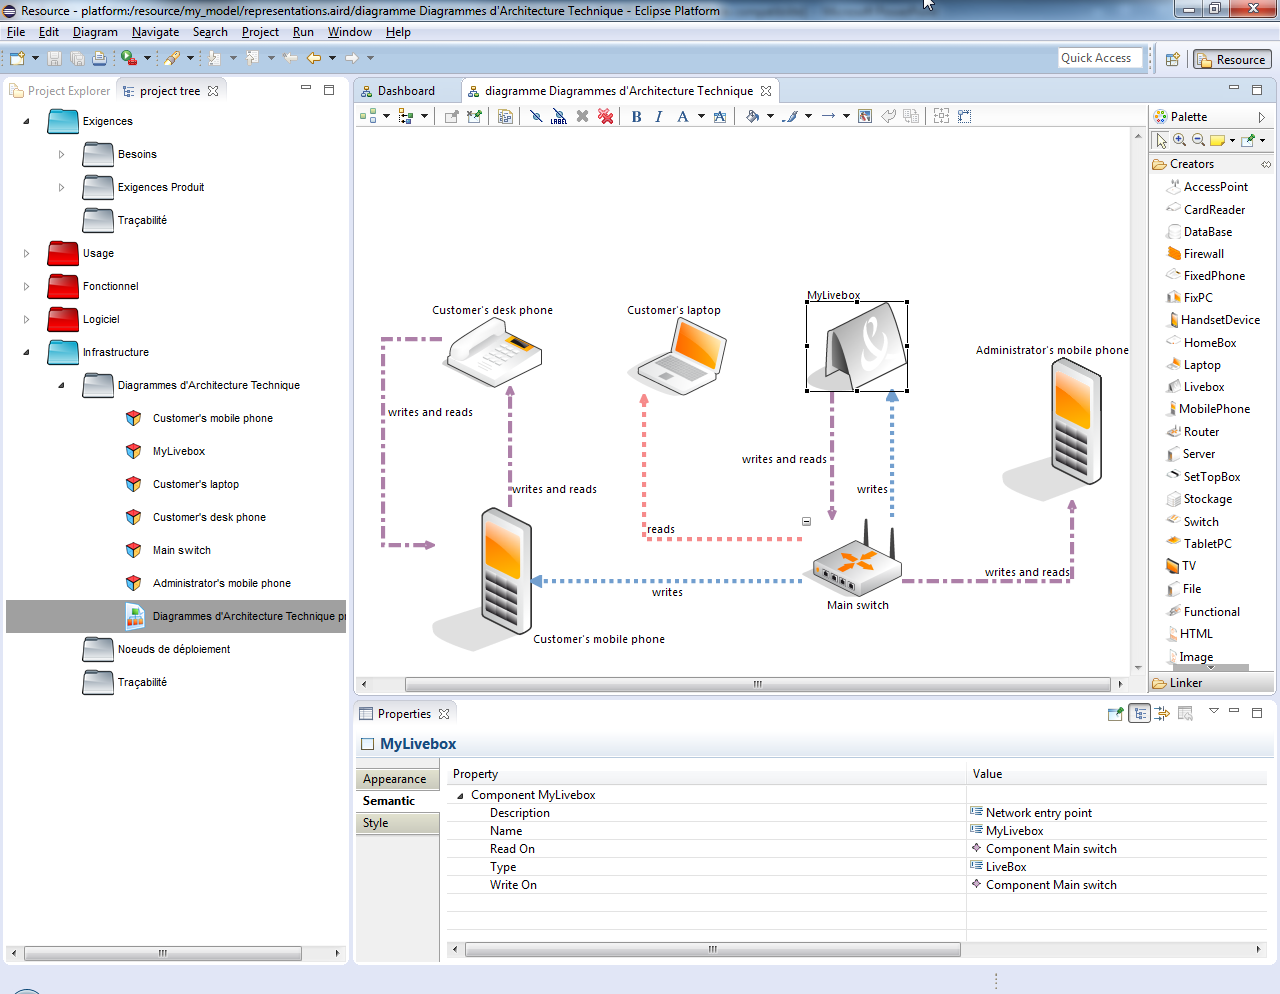 Resource - platform:/resource/my_model/representations.aird/diagramme Diagrammes d'Architecture Technique - Eclipse Platform
File Edit Diagram Navigate Search Project Run Window Help
Quick Access
Resource
Project Explorer
project tree
Exigences
Besoins
Exigences Produit
Traçabilité
Usage
Fonctionnel
Logiciel
Infrastructure
Diagrammes d'Architecture Technique
Customer's mobile phone
MyLivebox
Customer's laptop
Customer's desk phone
Main switch
Administrator's mobile phone
Diagrammes d'Architecture Technique pr
Noeuds de déploiement
Traçabilité
Dashboard
diagramme Diagrammes d'Architecture Technique
LABEL
B I A A
MyLivebox
Customer's desk phone
Customer's laptop
Administrator's mobile phone
&
writes and reads
writes and reads
writes and reads
writes
reads
writes and reads
writes
Main switch
Customer's mobile phone
Palette
Creators
AccessPoint
CardReader
DataBase
Firewall
FixedPhone
FixPC
HandsetDevice
HomeBox
Laptop
Livebox
MobilePhone
Router
Server
SetTopBox
Stockage
Switch
TabletPC
TV
File
Functional
HTML
Image
Linker
Properties
MyLivebox
Appearance
Semantic
Style
Property Value
Component MyLivebox
Description Network entry point
Name MyLivebox
Read On Component Main switch
Type LiveBox
Write On Component Main switch